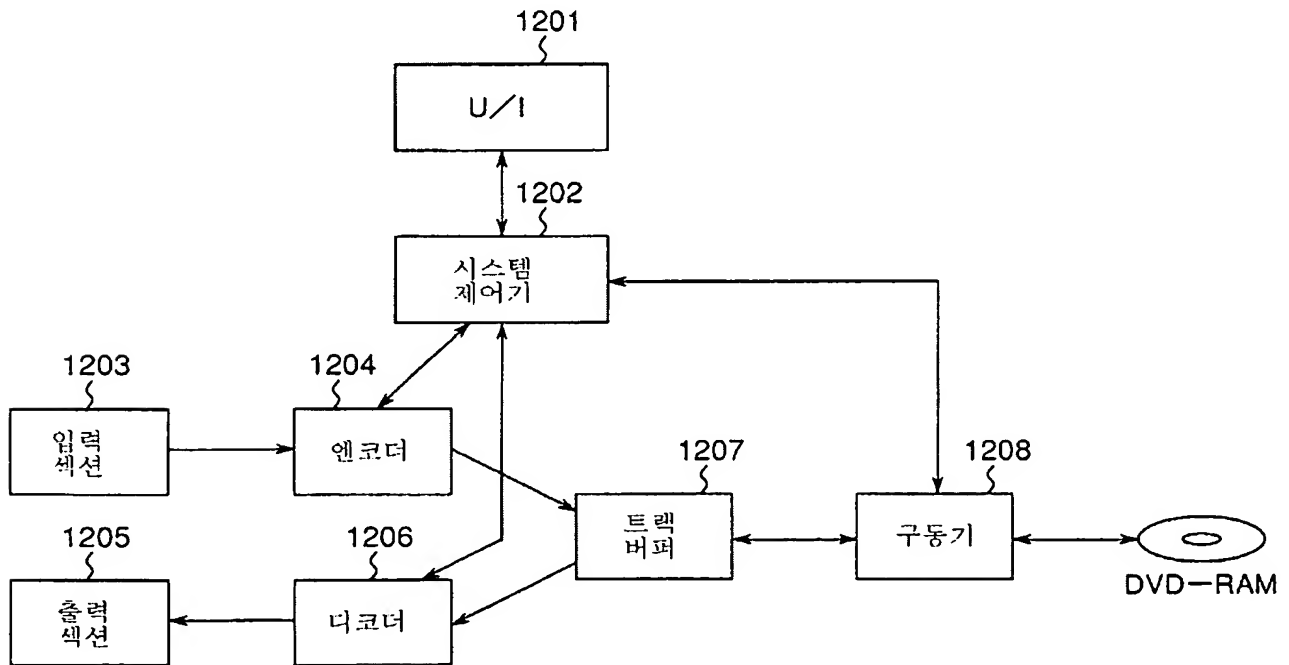 1201
U/I
1202
시스템
제어기
1203
입력
섹션
1204
엔코더
1207
트랙
버퍼
1208
구동기
DVD-RAM
1205
출력
섹션
1206
디코더